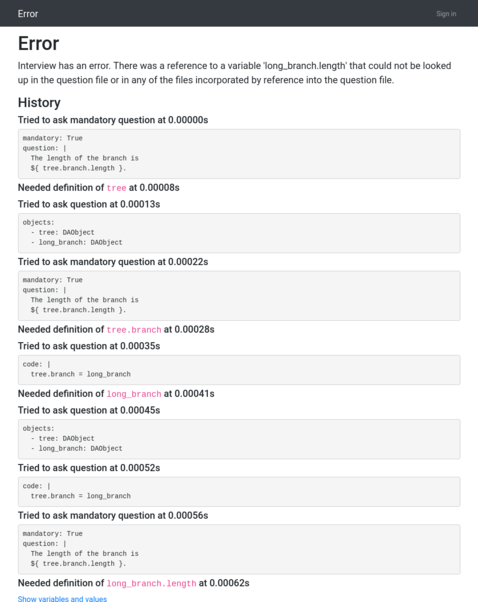 Error
Sign in
Error
Interview has an error. There was a reference to a variable 'long_branch.length' that could not be looked
up in the question file or in any of the files incorporated by reference into the question file.
History
Tried to ask mandatory question at 0.00000s
mandatory: True
question: |
  The length of the branch is
  ${ tree.branch.length }.
Needed definition of tree at 0.00008s
Tried to ask question at 0.00013s
objects:
  - tree: DAObject
  - long_branch: DAObject
Tried to ask mandatory question at 0.00022s
mandatory: True
question: |
  The length of the branch is
  ${ tree.branch.length }.
Needed definition of tree.branch at 0.00028s
Tried to ask question at 0.00035s
code: |
  tree.branch = long_branch
Needed definition of long_branch at 0.00041s
Tried to ask question at 0.00045s
objects:
  - tree: DAObject
  - long_branch: DAObject
Tried to ask question at 0.00052s
code: |
  tree.branch = long_branch
Tried to ask mandatory question at 0.00056s
mandatory: True
question: |
  The length of the branch is
  ${ tree.branch.length }.
Needed definition of long_branch.length at 0.00062s
Show variables and values